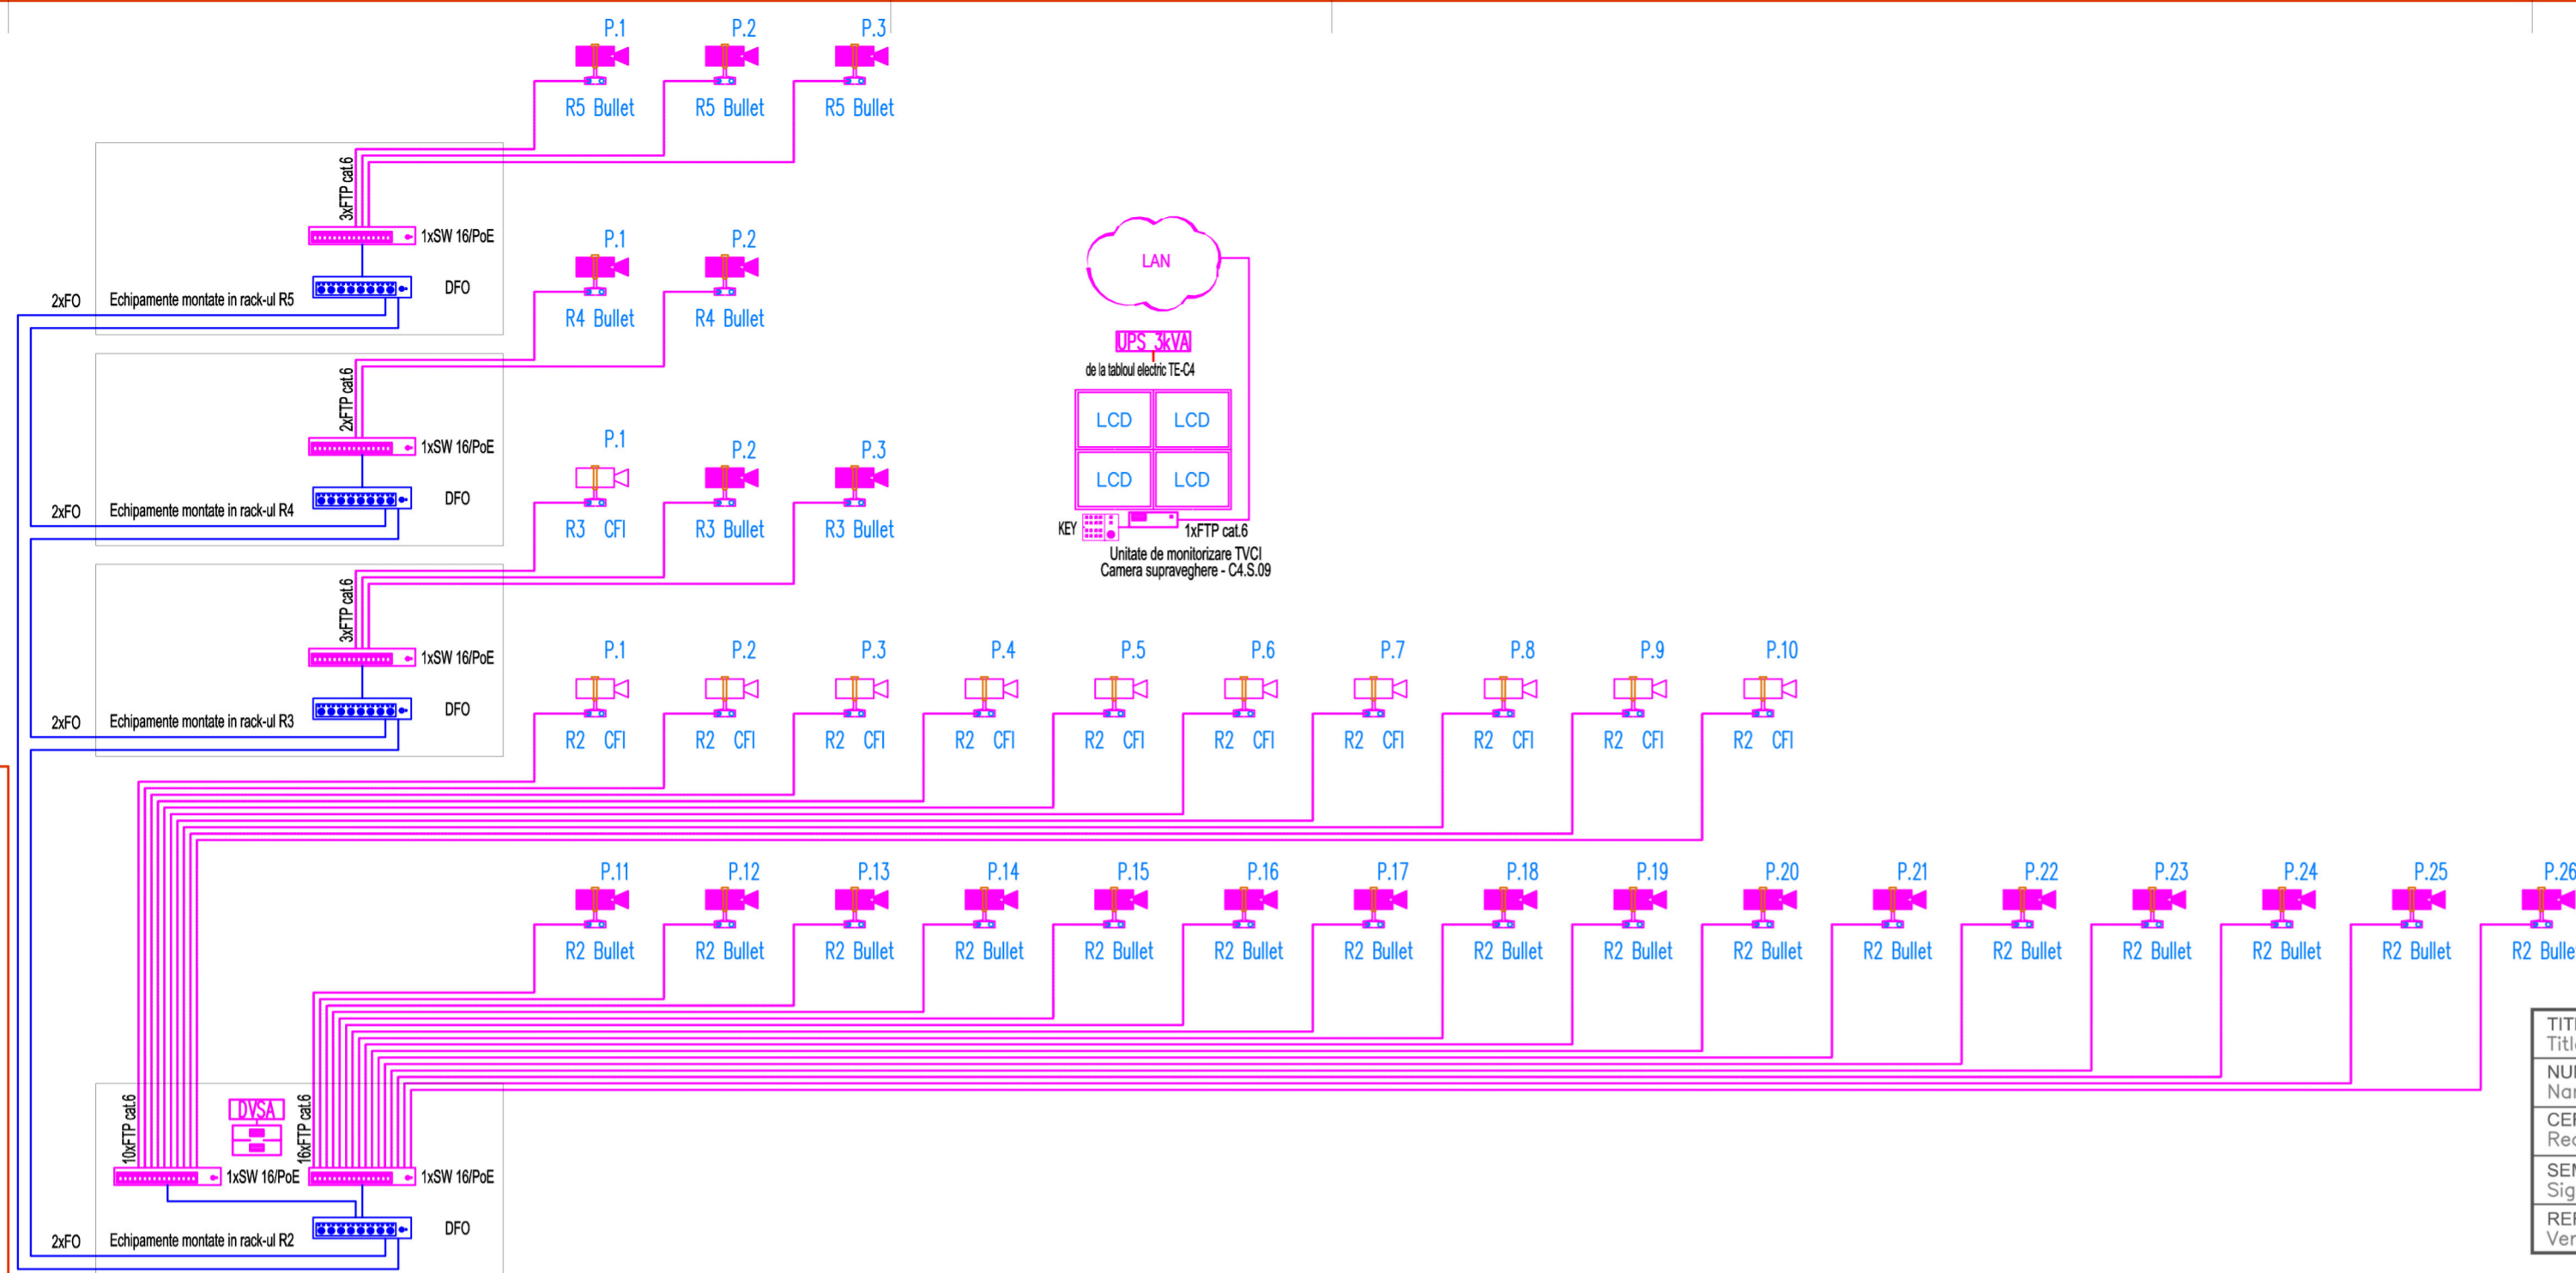 P.1 P.2 P.3
R5 Bullet R5 Bullet R5 Bullet
3xFTP cat.6
1xSW 16/PoE
DFO
2xFO
Echipamente montate in rack-ul R5
P.1 P.2
R4 Bullet R4 Bullet
2xFTP cat.6
1xSW 16/PoE
DFO
2xFO
Echipamente montate in rack-ul R4
LAN
UPS 3kVA
de la tabloul electric TE-C4
LCD LCD
LCD LCD
KEY
1xFTP cat.6
Unitate de monitorizare TVCI
Camera supraveghere - C4.S.09
P.1 P.2 P.3
R3 CFI R3 Bullet R3 Bullet
3xFTP cat.6
1xSW 16/PoE
DFO
2xFO
Echipamente montate in rack-ul R3
P.1 P.2 P.3 P.4 P.5 P.6 P.7 P.8 P.9 P.10
R2 CFI R2 CFI R2 CFI R2 CFI R2 CFI R2 CFI R2 CFI R2 CFI R2 CFI R2 CFI
P.11 P.12 P.13 P.14 P.15 P.16 P.17 P.18 P.19 P.20 P.21 P.22 P.23 P.24 P.25 P.26
R2 Bullet R2 Bullet R2 Bullet R2 Bullet R2 Bullet R2 Bullet R2 Bullet R2 Bullet R2 Bullet R2 Bullet R2 Bullet R2 Bullet R2 Bullet R2 Bullet R2 Bullet R2
10xFTP cat.6
DVSA
16xFTP cat.6
1xSW 16/PoE
1xSW 16/PoE
DFO
2xFO
Echipamente montate in rack-ul R2